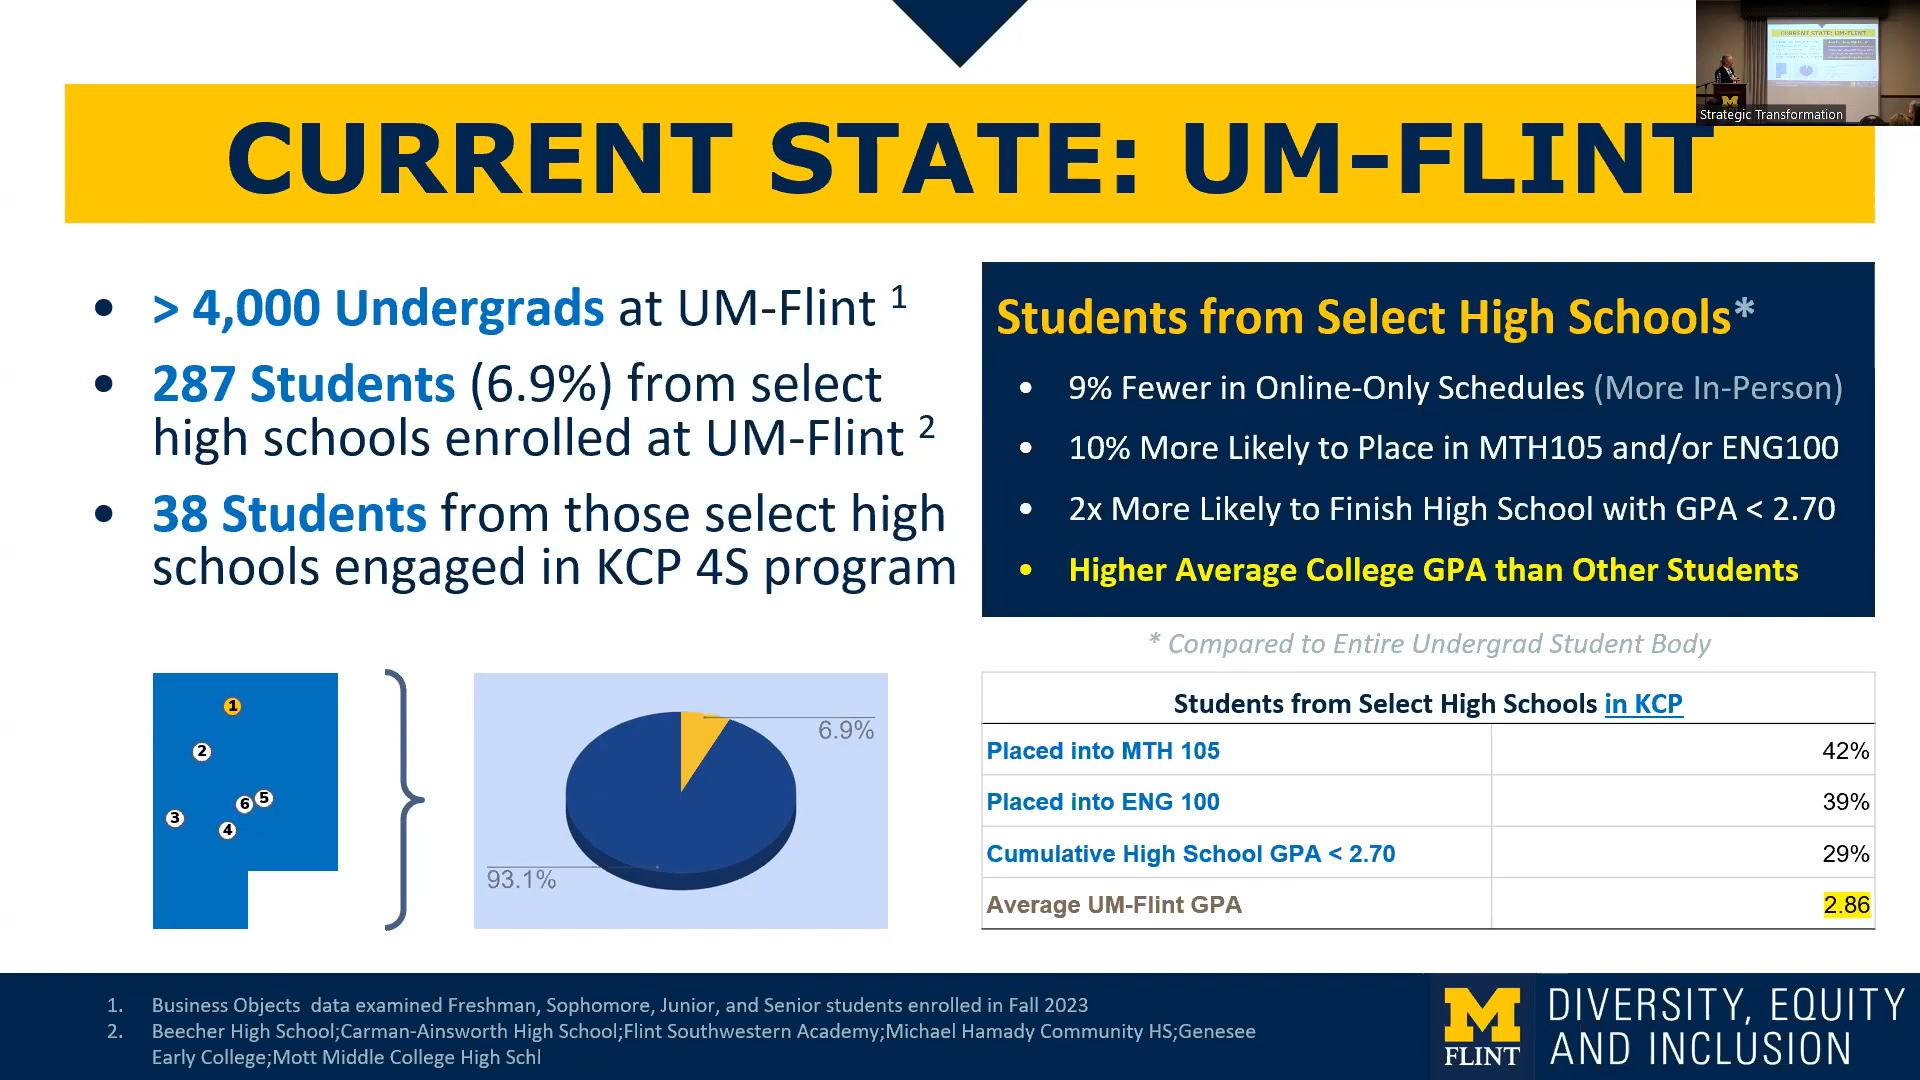 CURRENT STATE: UM-FLINT
Strategic Transformation
• > 4,000 Undergrads at UM-Flint 1
• 287 Students (6.9%) from select
high schools enrolled at UM-Flint 2
• 38 Students from those select high
schools engaged in KCP 4S program
Students from Select High Schools*
• 9% Fewer in Online-Only Schedules (More In-Person)
• 10% More Likely to Place in MTH105 and/or ENG100
• 2x More Likely to Finish High School with GPA < 2.70
• Higher Average College GPA than Other Students
* Compared to Entire Undergrad Student Body
1
2
3
4
5
6
6.9%
93.1%
Students from Select High Schools in KCP
Placed into MTH 105 42%
Placed into ENG 100 39%
Cumulative High School GPA < 2.70 29%
Average UM-Flint GPA 2.86
1. Business Objects data examined Freshman, Sophomore, Junior, and Senior students enrolled in Fall 2023
2. Beecher High School;Carman-Ainsworth High School;Flint Southwestern Academy;Michael Hamady Community HS;Genesee
Early College;Mott Middle College High Schl
M
FLINT
DIVERSITY, EQUITY
AND INCLUSION